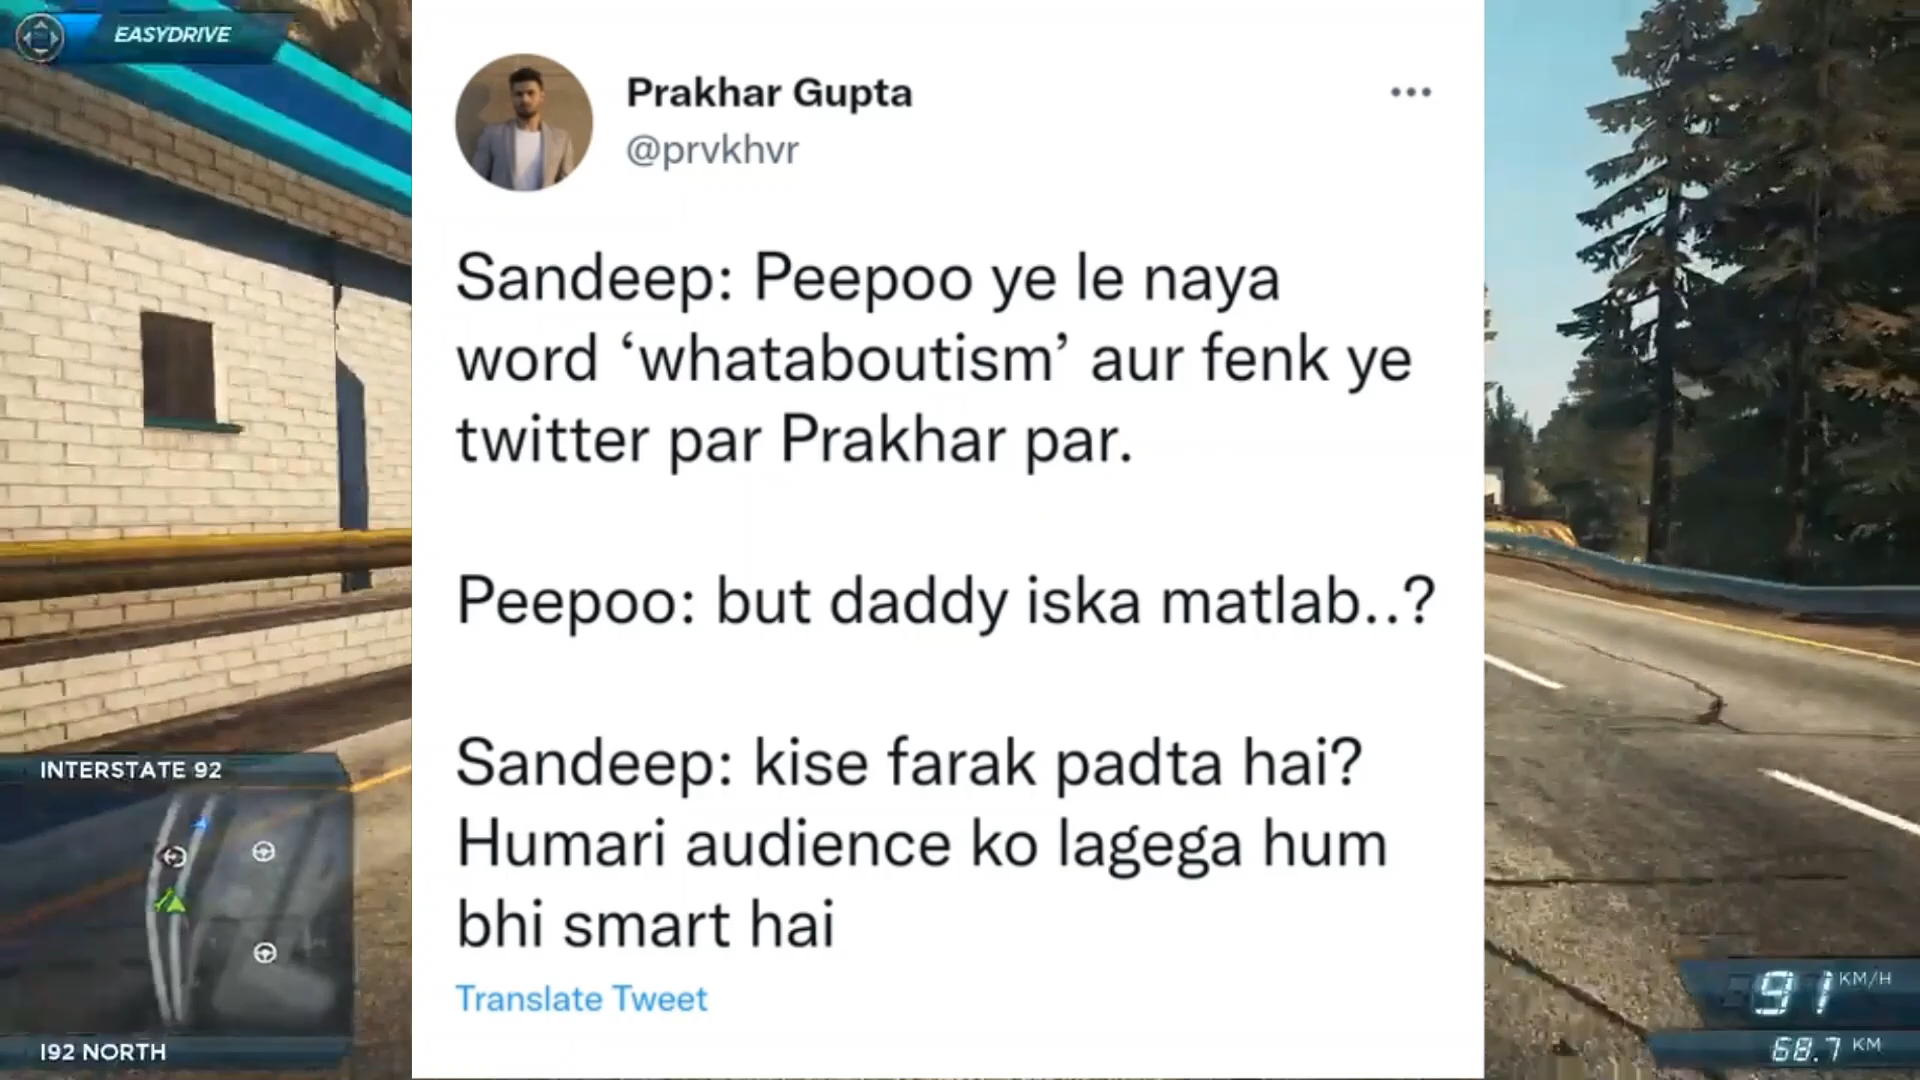 EASYDRIVE
Prakhar Gupta
@prvkhvr
Sandeep: Peepoo ye le naya
word ‘whataboutism’ aur fenk ye
twitter par Prakhar par.
Peepoo: but daddy iska matlab..?
Sandeep: kise farak padta hai?
Humari audience ko lagega hum
bhi smart hai
Translate Tweet
INTERSTATE 92
I92 NORTH
91 KM/H
68.7 KM